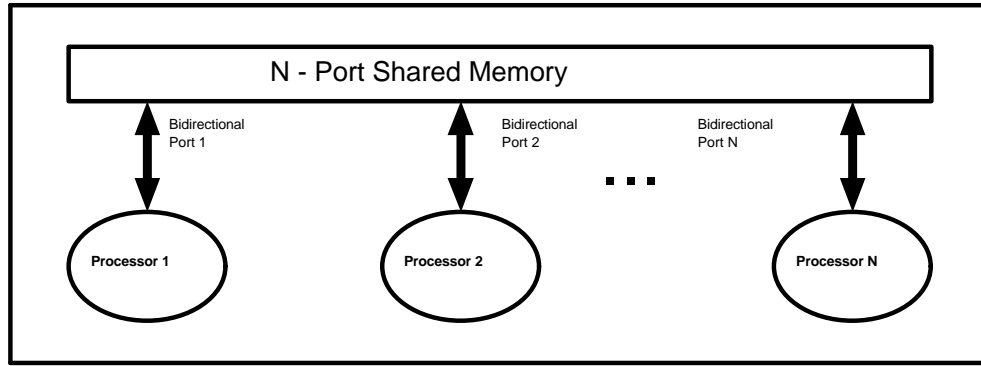 N - Port Shared Memory
Bidirectional
Port 1
Bidirectional
Port 2
Bidirectional
Port N
...
Processor 1
Processor 2
Processor N